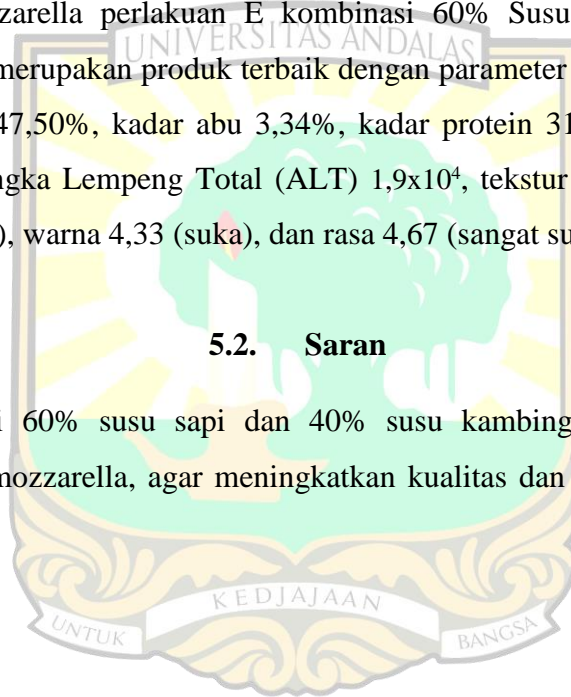 zarella perlakuan E kombinasi 60% Susu
UNIVERSITAS ANDALAS
merupakan produk terbaik dengan parameter
47,50%, kadar abu 3,34%, kadar protein 31
ngka Lempeng Total (ALT) 1,9x10⁴, tekstur
), warna 4,33 (suka), dan rasa 4,67 (sangat su
5.2. Saran
i 60% susu sapi dan 40% susu kambing
mozzarella, agar meningkatkan kualitas dan
KEDJAJAAN
UNTUK BANGSA